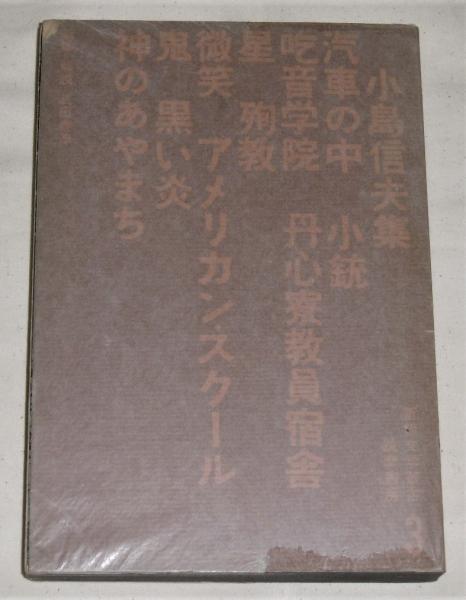 小島信夫集
汽車の中 小銃
吃音学院 丹心寮教員宿舎
星 殉教
微笑 アメリカン・スクール
鬼 黒い炎
神のあやまち
3